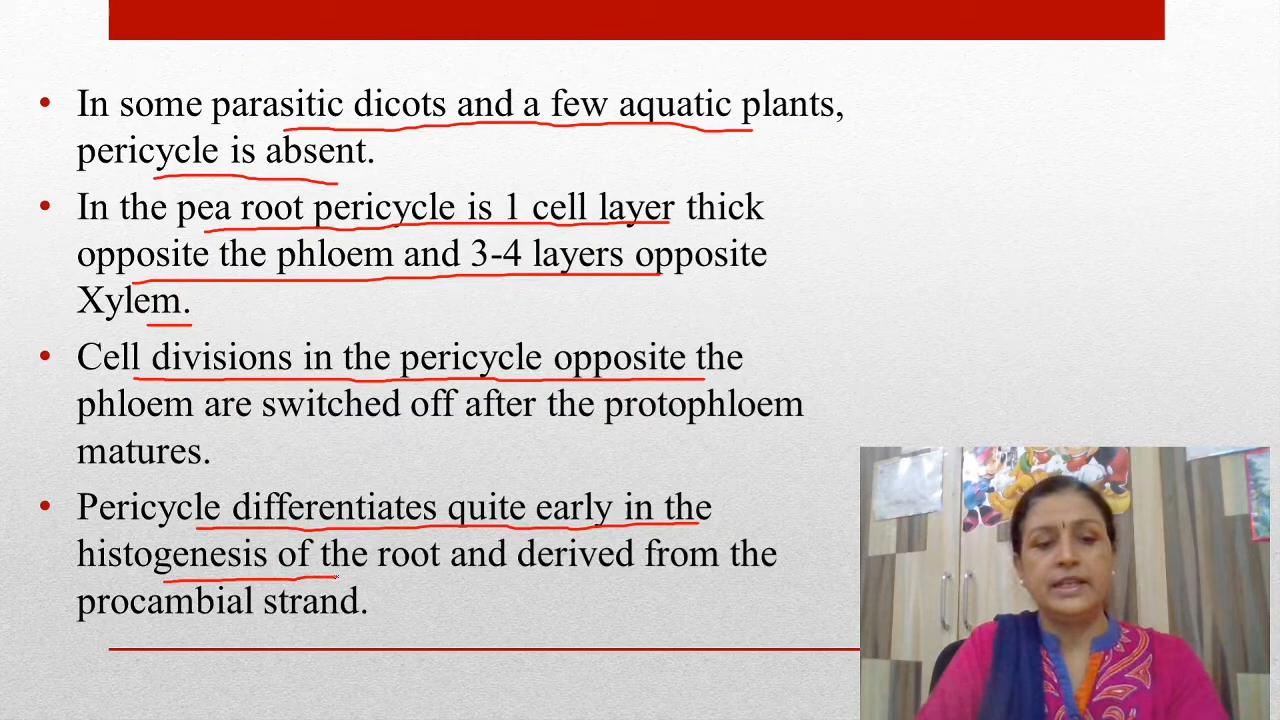 • In some parasitic dicots and a few aquatic plants,
pericycle is absent.
• In the pea root pericycle is 1 cell layer thick
opposite the phloem and 3-4 layers opposite
Xylem.
• Cell divisions in the pericycle opposite the
phloem are switched off after the protophloem
matures.
• Pericycle differentiates quite early in the
histogenesis of the root and derived from the
procambial strand.